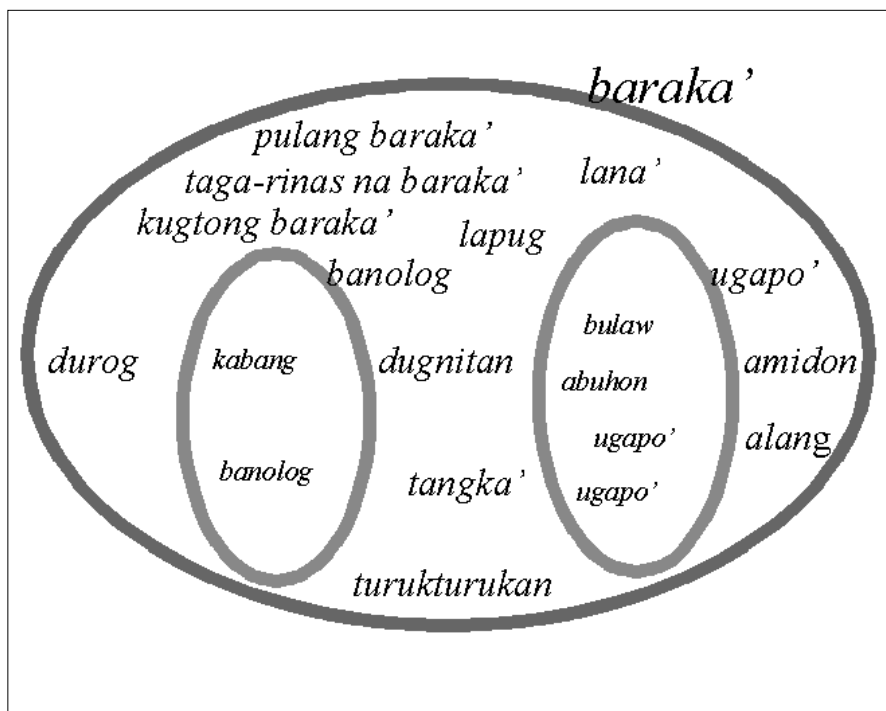 baraka’
pulang baraka’
lana’
taga-rinas na baraka’
kugtong baraka’
lapug
banolog
ugapo’
bulaw
durog
kabang
dugnitan
amidon
abuhon
ugapo’
alang
banolog
tangka’
ugapo’
turukturukan